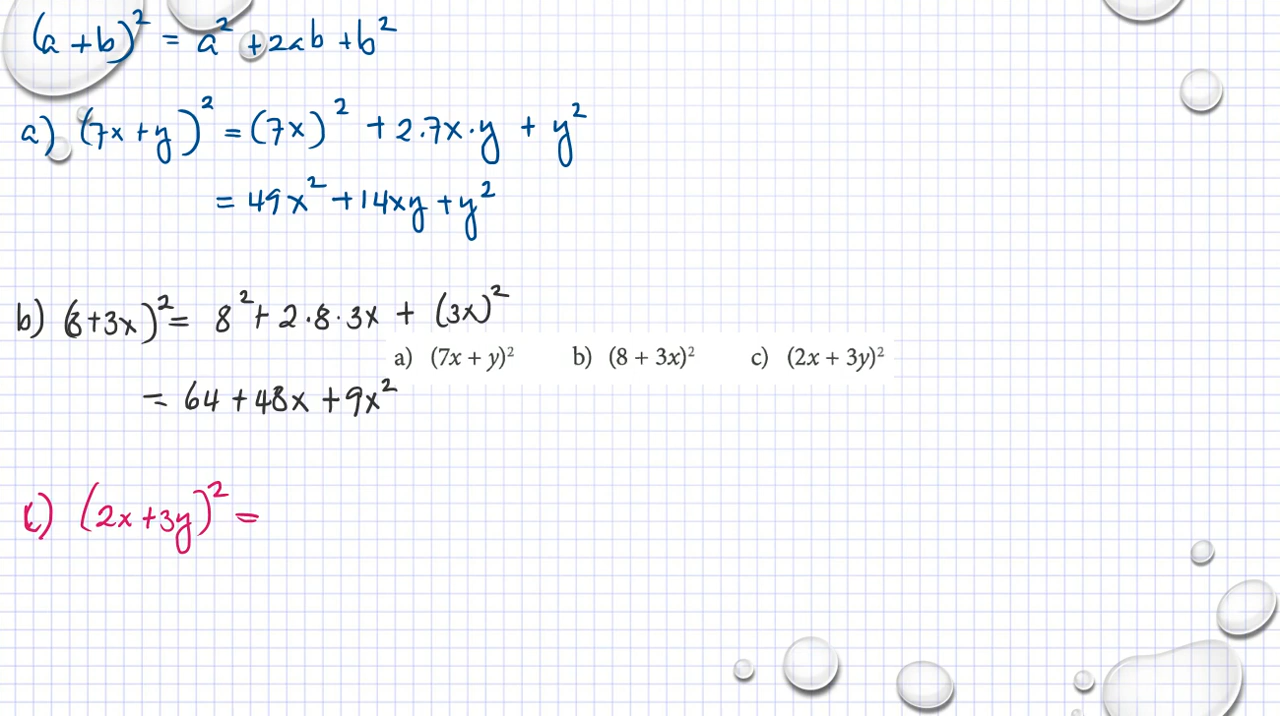 (a + b)² = a² + 2ab + b²
a) (7x + y)² = (7x)² + 2.7x·y + y²
= 49x² + 14xy + y²
b) (8 + 3x)² = 8² + 2·8·3x + (3x)²
a) (7x + y)² b) (8 + 3x)² c) (2x + 3y)²
= 64 + 48x + 9x²
c) (2x + 3y)² =